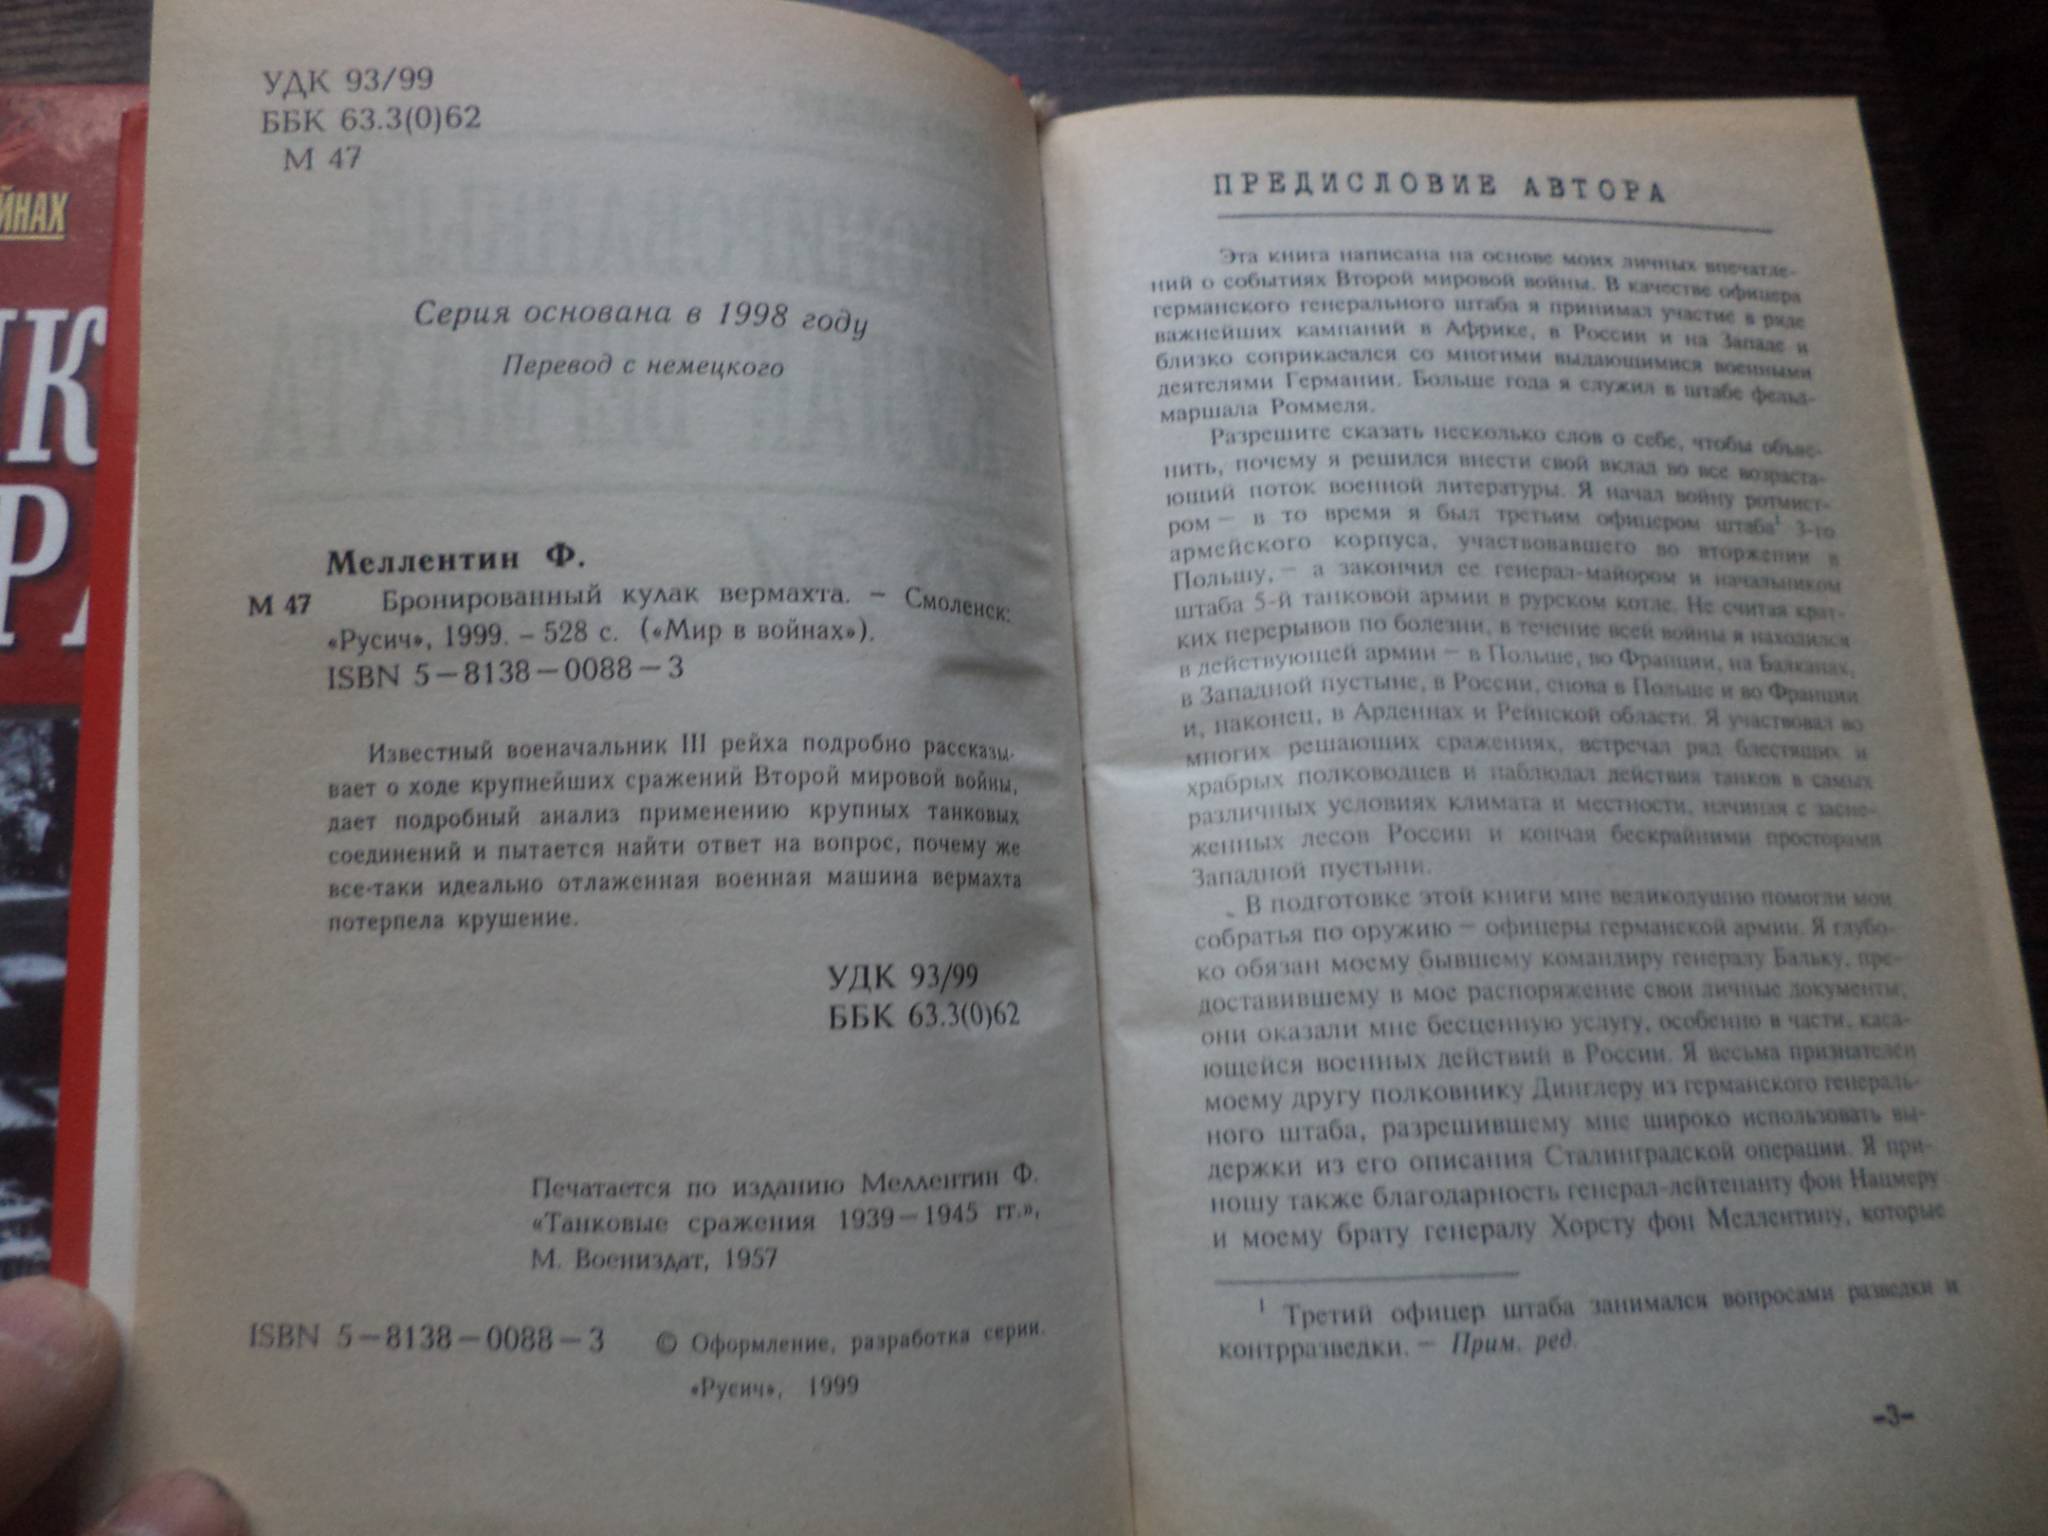 ЙНАХ
УДК 93/99
ББК 63.3(0)62
М 47
Серия основана в 1998 году
Перевод с немецкого
Меллентин Ф.
М 47 Бронированный кулак вермахта. – Смоленск:
«Русич», 1999. – 528 с. («Мир в войнах»).
ISBN 5–8138–0088–3
Известный военачальник III рейха подробно рассказы-
вает о ходе крупнейших сражений Второй мировой войны,
дает подробный анализ применению крупных танковых
соединений и пытается найти ответ на вопрос, почему же
все-таки идеально отлаженная военная машина вермахта
потерпела крушение.
УДК 93/99
ББК 63.3(0)62
Печатается по изданию Меллентин Ф.
«Танковые сражения 1939–1945 гг.»,
М. Воениздат, 1957
ISBN 5–8138–0088–3 © Оформление, разработка серии.
«Русич», 1999
ПРЕДИСЛОВИЕ АВТОРА
Эта книга написана на основе моих личных впечатле-
ний о событиях Второй мировой войны. В качестве офицера
германского генерального штаба я принимал участие в ряде
важнейших кампаний в Африке, в России и на Западе и
близко соприкасался со многими выдающимися военными
деятелями Германии. Больше года я служил в штабе фельд-
маршала Роммеля.
Разрешите сказать несколько слов о себе, чтобы объяс-
нить, почему я решился внести свой вклад во все возраста-
ющий поток военной литературы. Я начал войну ротмист-
ром – в то время я был третьим офицером штаба¹ 3-го
армейского корпуса, участвовавшего во вторжении в
Польшу, – а закончил ее генерал-майором и начальником
штаба 5-й танковой армии в рурском котле. Не считая крат-
ких перерывов по болезни, в течение всей войны я находился
в действующей армии – в Польше, во Франции, на Балканах,
в Западной пустыне, в России, снова в Польше и во Франции
и, наконец, в Арденнах и Рейнской области. Я участвовал во
многих решающих сражениях, встречал ряд блестящих и
храбрых полководцев и наблюдал действия танков в самых
различных условиях климата и местности, начиная с засне-
женных лесов России и кончая бескрайними просторами
Западной пустыни.
В подготовке этой книги мне великодушно помогли мои
собратья по оружию – офицеры германской армии. Я глубо-
ко обязан моему бывшему командиру генералу Бальку, пре-
доставившему в мое распоряжение свои личные документы;
они оказали мне бесценную услугу, особенно в части, каса-
ющейся военных действий в России. Я весьма признателен
моему другу полковнику Динглеру из германского генераль-
ного штаба, разрешившему мне широко использовать вы-
держки из его описания Сталинградской операции. Я при-
ношу также благодарность генерал-лейтенанту фон Нацмеру
и моему брату генералу Хорсту фон Меллентину, которые
¹ Третий офицер штаба занимался вопросами разведки и
контрразведки. – Прим. ред.
–3–